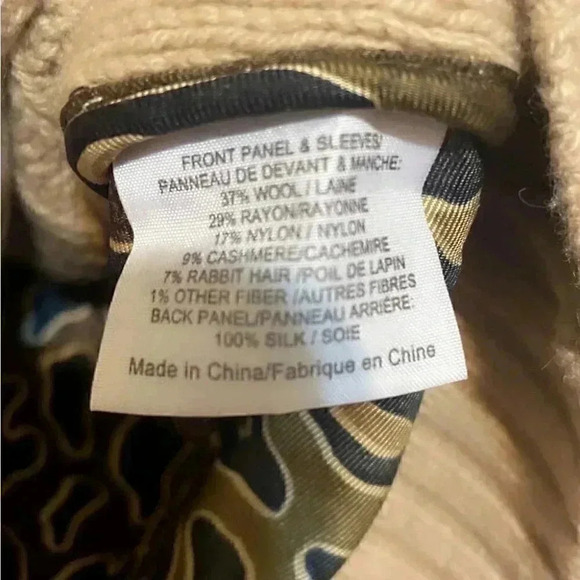 FRONT PANEL & SLEEVES/
PANNEAU DE DEVANT & MANCHE:
37% WOOL / LAINE
29% RAYON/RAYONNE
17% NYLON / NYLON
9% CASHMERE/CACHEMIRE
7% RABBIT HAIR /POIL DE LAPIN
1% OTHER FIBER /AUTRES FIBRES
BACK PANEL/PANNEAU ARRIÈRE:
100% SILK / SOIE
Made in China/Fabrique en Chine